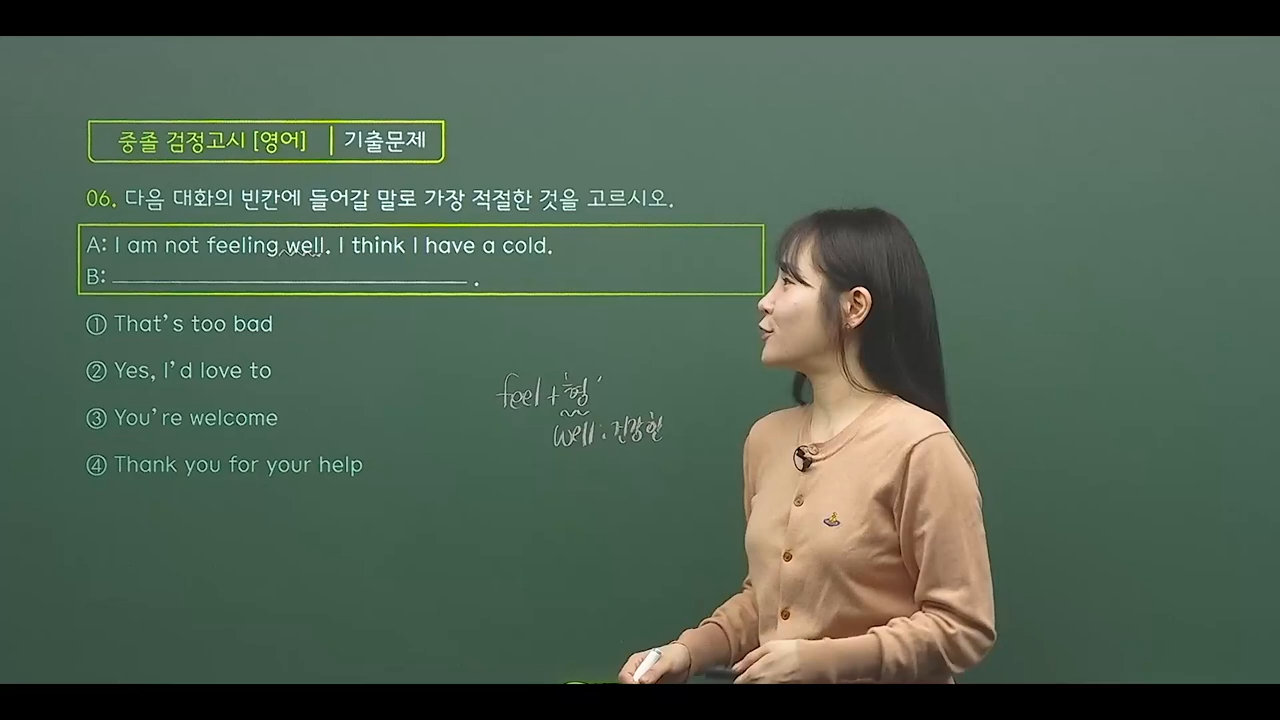 중졸 검정고시 [영어] | 기출문제
06. 다음 대화의 빈칸에 들어갈 말로 가장 적절한 것을 고르시오.
A: I am not feeling well. I think I have a cold.
B: ____________________ .
① That's too bad
② Yes, I'd love to
③ You're welcome
④ Thank you for your help
feel + 형
well : 건강한